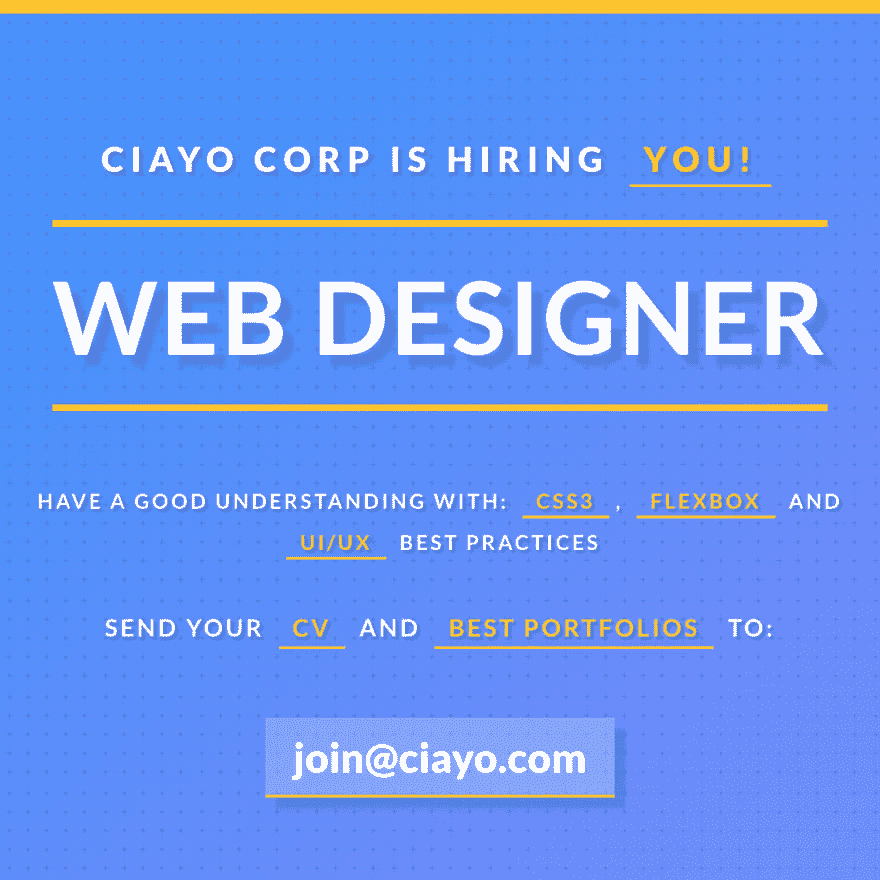 CIAYO CORP IS HIRING YOU!
WEB DESIGNER
HAVE A GOOD UNDERSTANDING WITH: CSS3 , FLEXBOX AND
UI/UX BEST PRACTICES
SEND YOUR CV AND BEST PORTFOLIOS TO:
join@ciayo.com